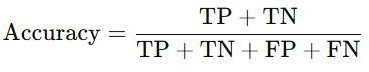 Accuracy = TP + TN / TP + TN + FP + FN